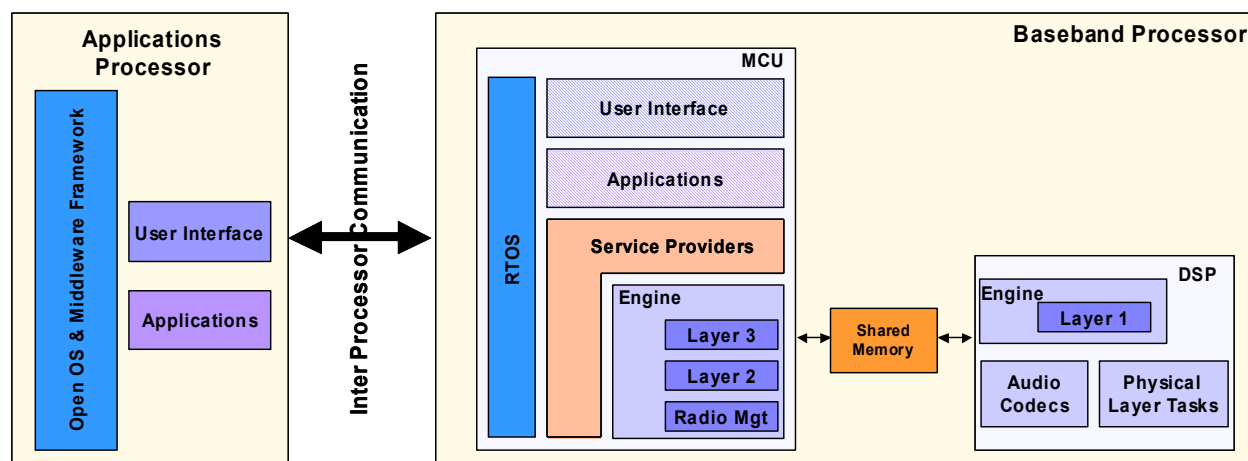 Applications
Processor
Open OS & Middleware Framework
User Interface
Applications
Inter Processor Communication
Baseband Processor
MCU
RTOS
User Interface
Applications
Service Providers
Engine
Layer 3
Layer 2
Radio Mgt
Shared
Memory
DSP
Engine
Layer 1
Audio
Codecs
Physical
Layer Tasks